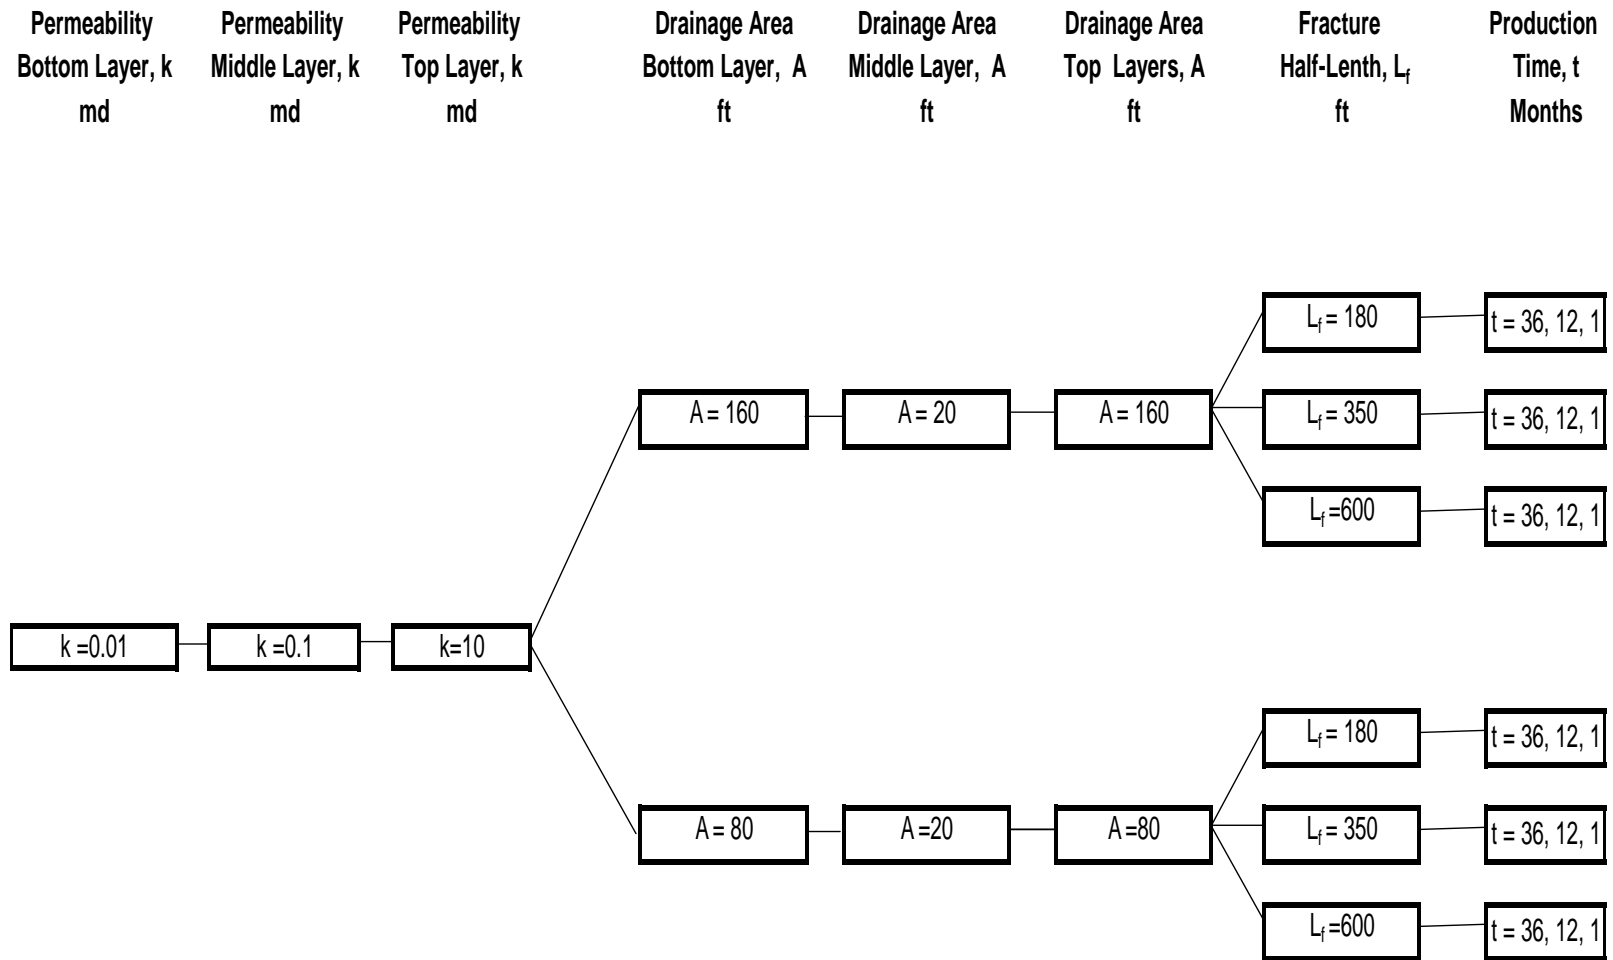 Permeability Permeability Permeability Drainage Area Drainage Area Drainage Area Fracture Production
Bottom Layer, k Middle Layer, k Top Layer, k Bottom Layer, A Middle Layer, A Top Layers, A Half-Lenth, Lf Time, t
md md md ft ft ft ft Months
Lf = 180 t = 36, 12, 1
A = 160 A = 20 A = 160 Lf = 350 t = 36, 12, 1
Lf =600 t = 36, 12, 1
k =0.01 k =0.1 k=10
Lf = 180 t = 36, 12, 1
A = 80 A =20 A =80 Lf = 350 t = 36, 12, 1
Lf =600 t = 36, 12, 1